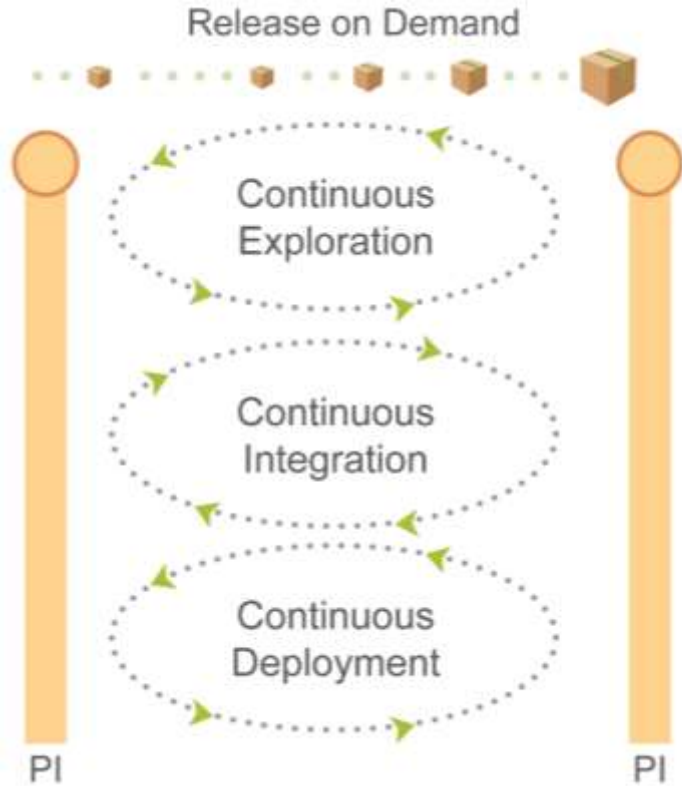 Release on Demand
Continuous
Exploration
Continuous
Integration
Continuous
Deployment
PI
PI